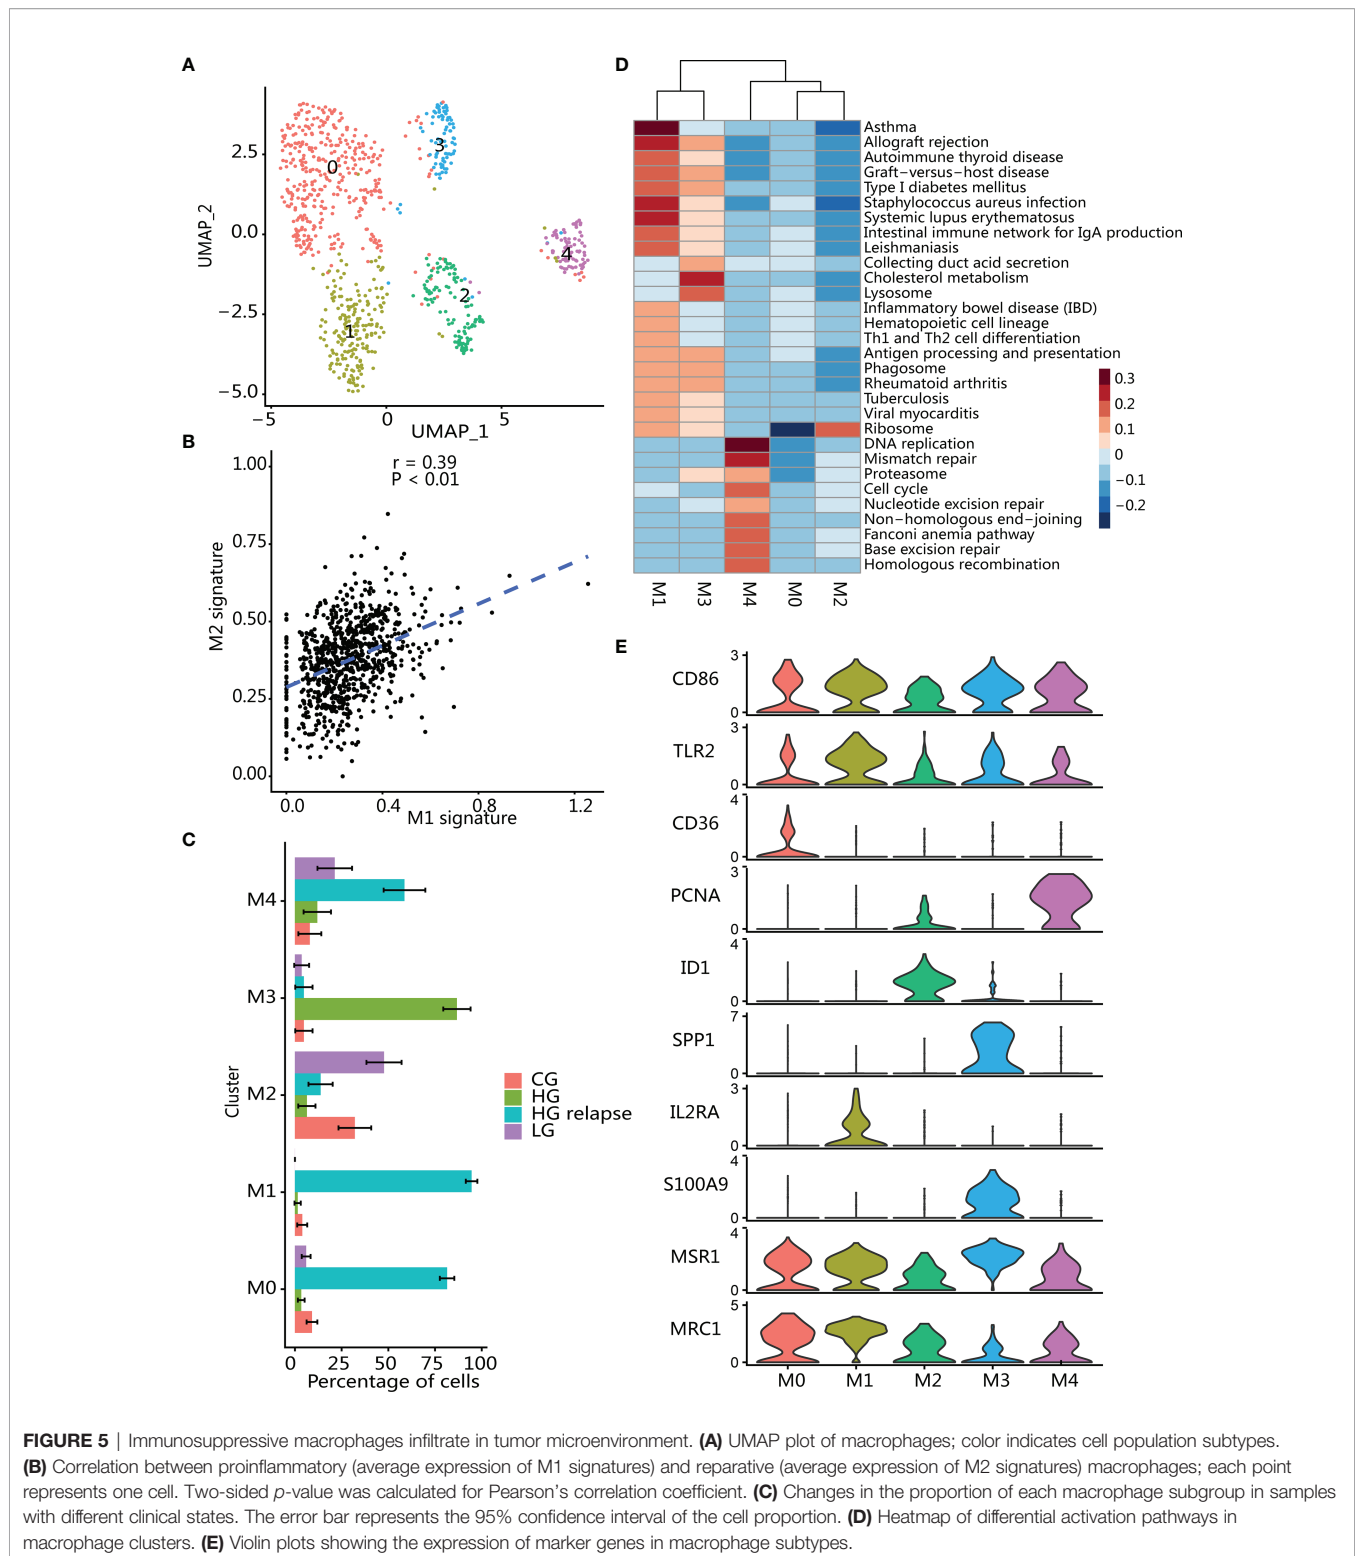 A
2.5
0.0
−2.5
−5.0
UMAP_2
−5
0
5
UMAP_1
0
1
2
3
4
B
r = 0.39
P < 0.01
1.00
0.75
0.50
0.25
0.00
M2 signature
0.0
0.4
0.8
1.2
M1 signature
C
M4
M3
M2
M1
M0
Cluster
CG
HG
HG relapse
LG
0
25
50
75
100
Percentage of cells
D
Asthma
Allograft rejection
Autoimmune thyroid disease
Graft−versus−host disease
Type I diabetes mellitus
Staphylococcus aureus infection
Systemic lupus erythematosus
Intestinal immune network for IgA production
Leishmaniasis
Collecting duct acid secretion
Cholesterol metabolism
Lysosome
Inflammatory bowel disease (IBD)
Hematopoietic cell lineage
Th1 and Th2 cell differentiation
Antigen processing and presentation
Phagosome
Rheumatoid arthritis
Tuberculosis
Viral myocarditis
Ribosome
DNA replication
Mismatch repair
Proteasome
Cell cycle
Nucleotide excision repair
Non−homologous end−joining
Fanconi anemia pathway
Base excision repair
Homologous recombination
M1
M3
M4
M0
M2
0.3
0.2
0.1
0
−0.1
−0.2
E
CD86
3
0
TLR2
3
0
CD36
4
0
PCNA
3
0
ID1
4
0
SPP1
7
0
IL2RA
3
0
S100A9
4
0
MSR1
4
0
MRC1
5
0
M0
M1
M2
M3
M4
FIGURE 5 | Immunosuppressive macrophages infiltrate in tumor microenvironment. (A) UMAP plot of macrophages; color indicates cell population subtypes.
(B) Correlation between proinflammatory (average expression of M1 signatures) and reparative (average expression of M2 signatures) macrophages; each point
represents one cell. Two-sided p-value was calculated for Pearson's correlation coefficient. (C) Changes in the proportion of each macrophage subgroup in samples
with different clinical states. The error bar represents the 95% confidence interval of the cell proportion. (D) Heatmap of differential activation pathways in
macrophage clusters. (E) Violin plots showing the expression of marker genes in macrophage subtypes.